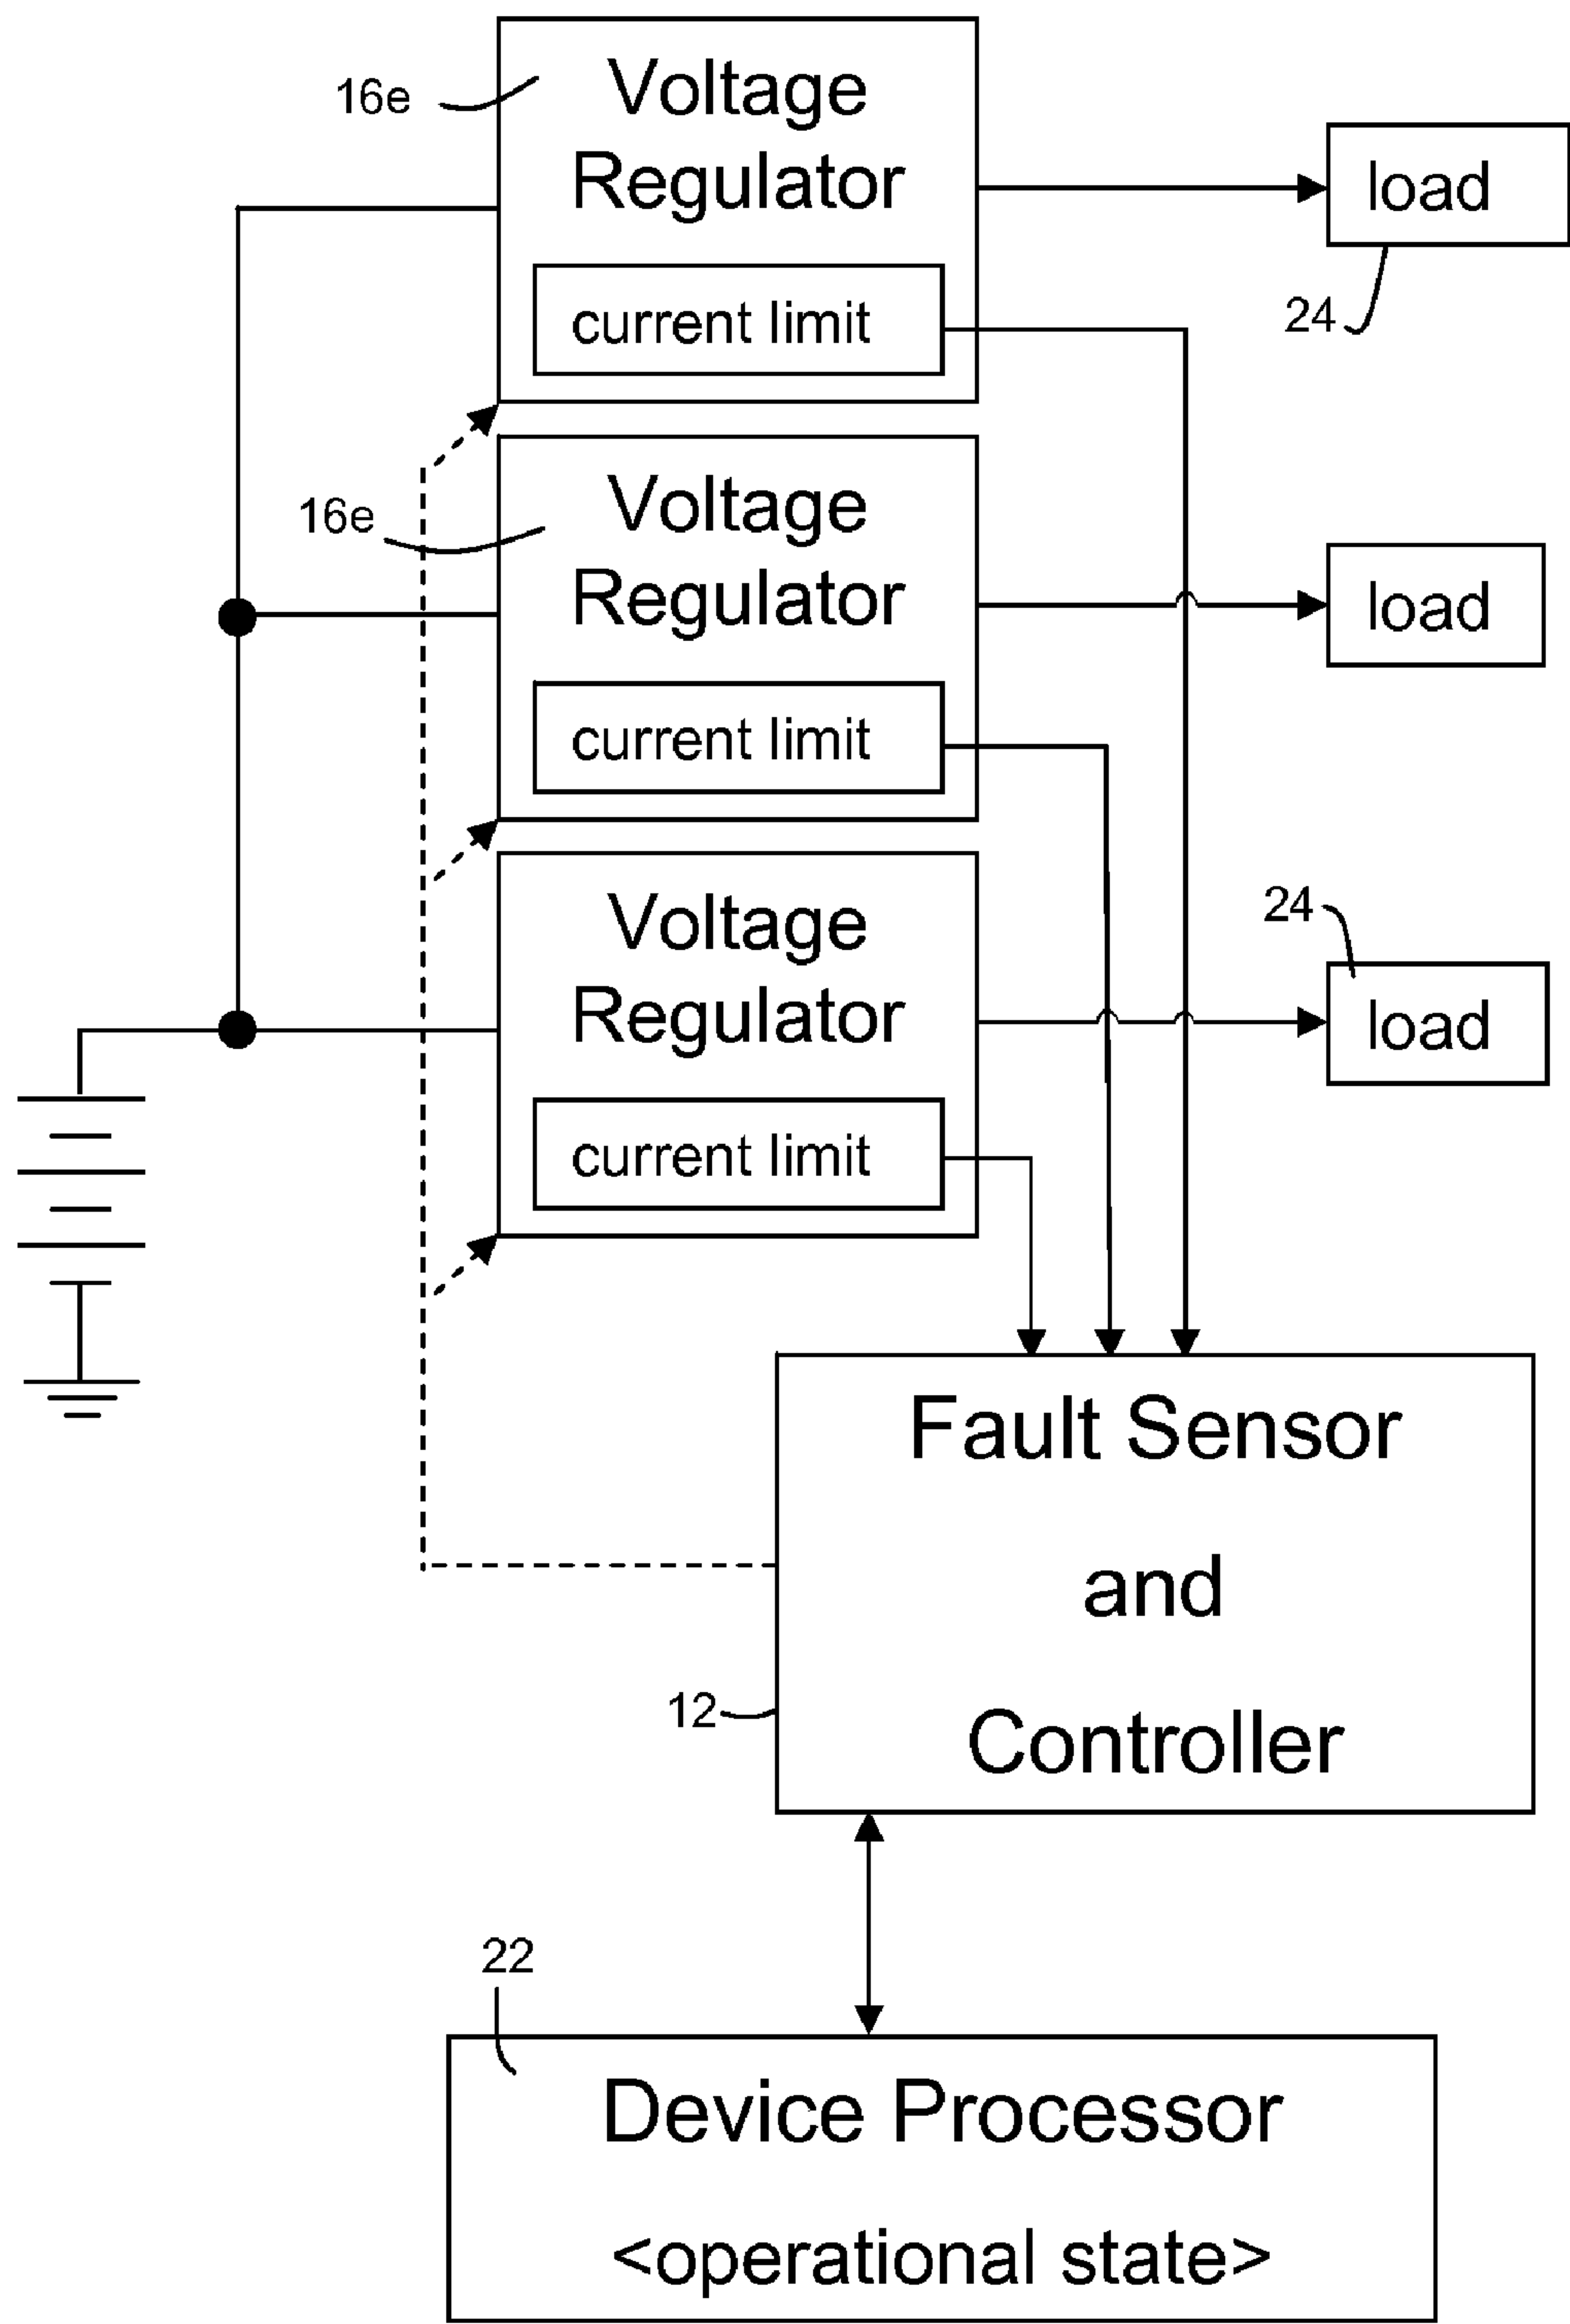 16e
Voltage
Regulator
current limit
load
24
16e
Voltage
Regulator
current limit
load
Voltage
Regulator
current limit
24
load
Fault Sensor
and
Controller
12
22
Device Processor
<operational state>